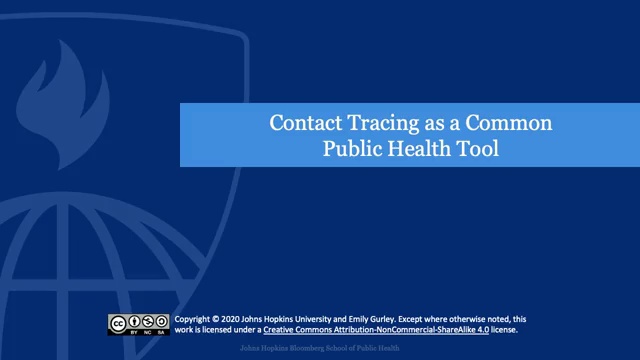 Contact Tracing as a Common
Public Health Tool
cc BY NC SA
Copyright © 2020 Johns Hopkins University and Emily Gurley. Except where otherwise noted, this
work is licensed under a Creative Commons Attribution-NonCommercial-ShareAlike 4.0 license.
Johns Hopkins Bloomberg School of Public Health